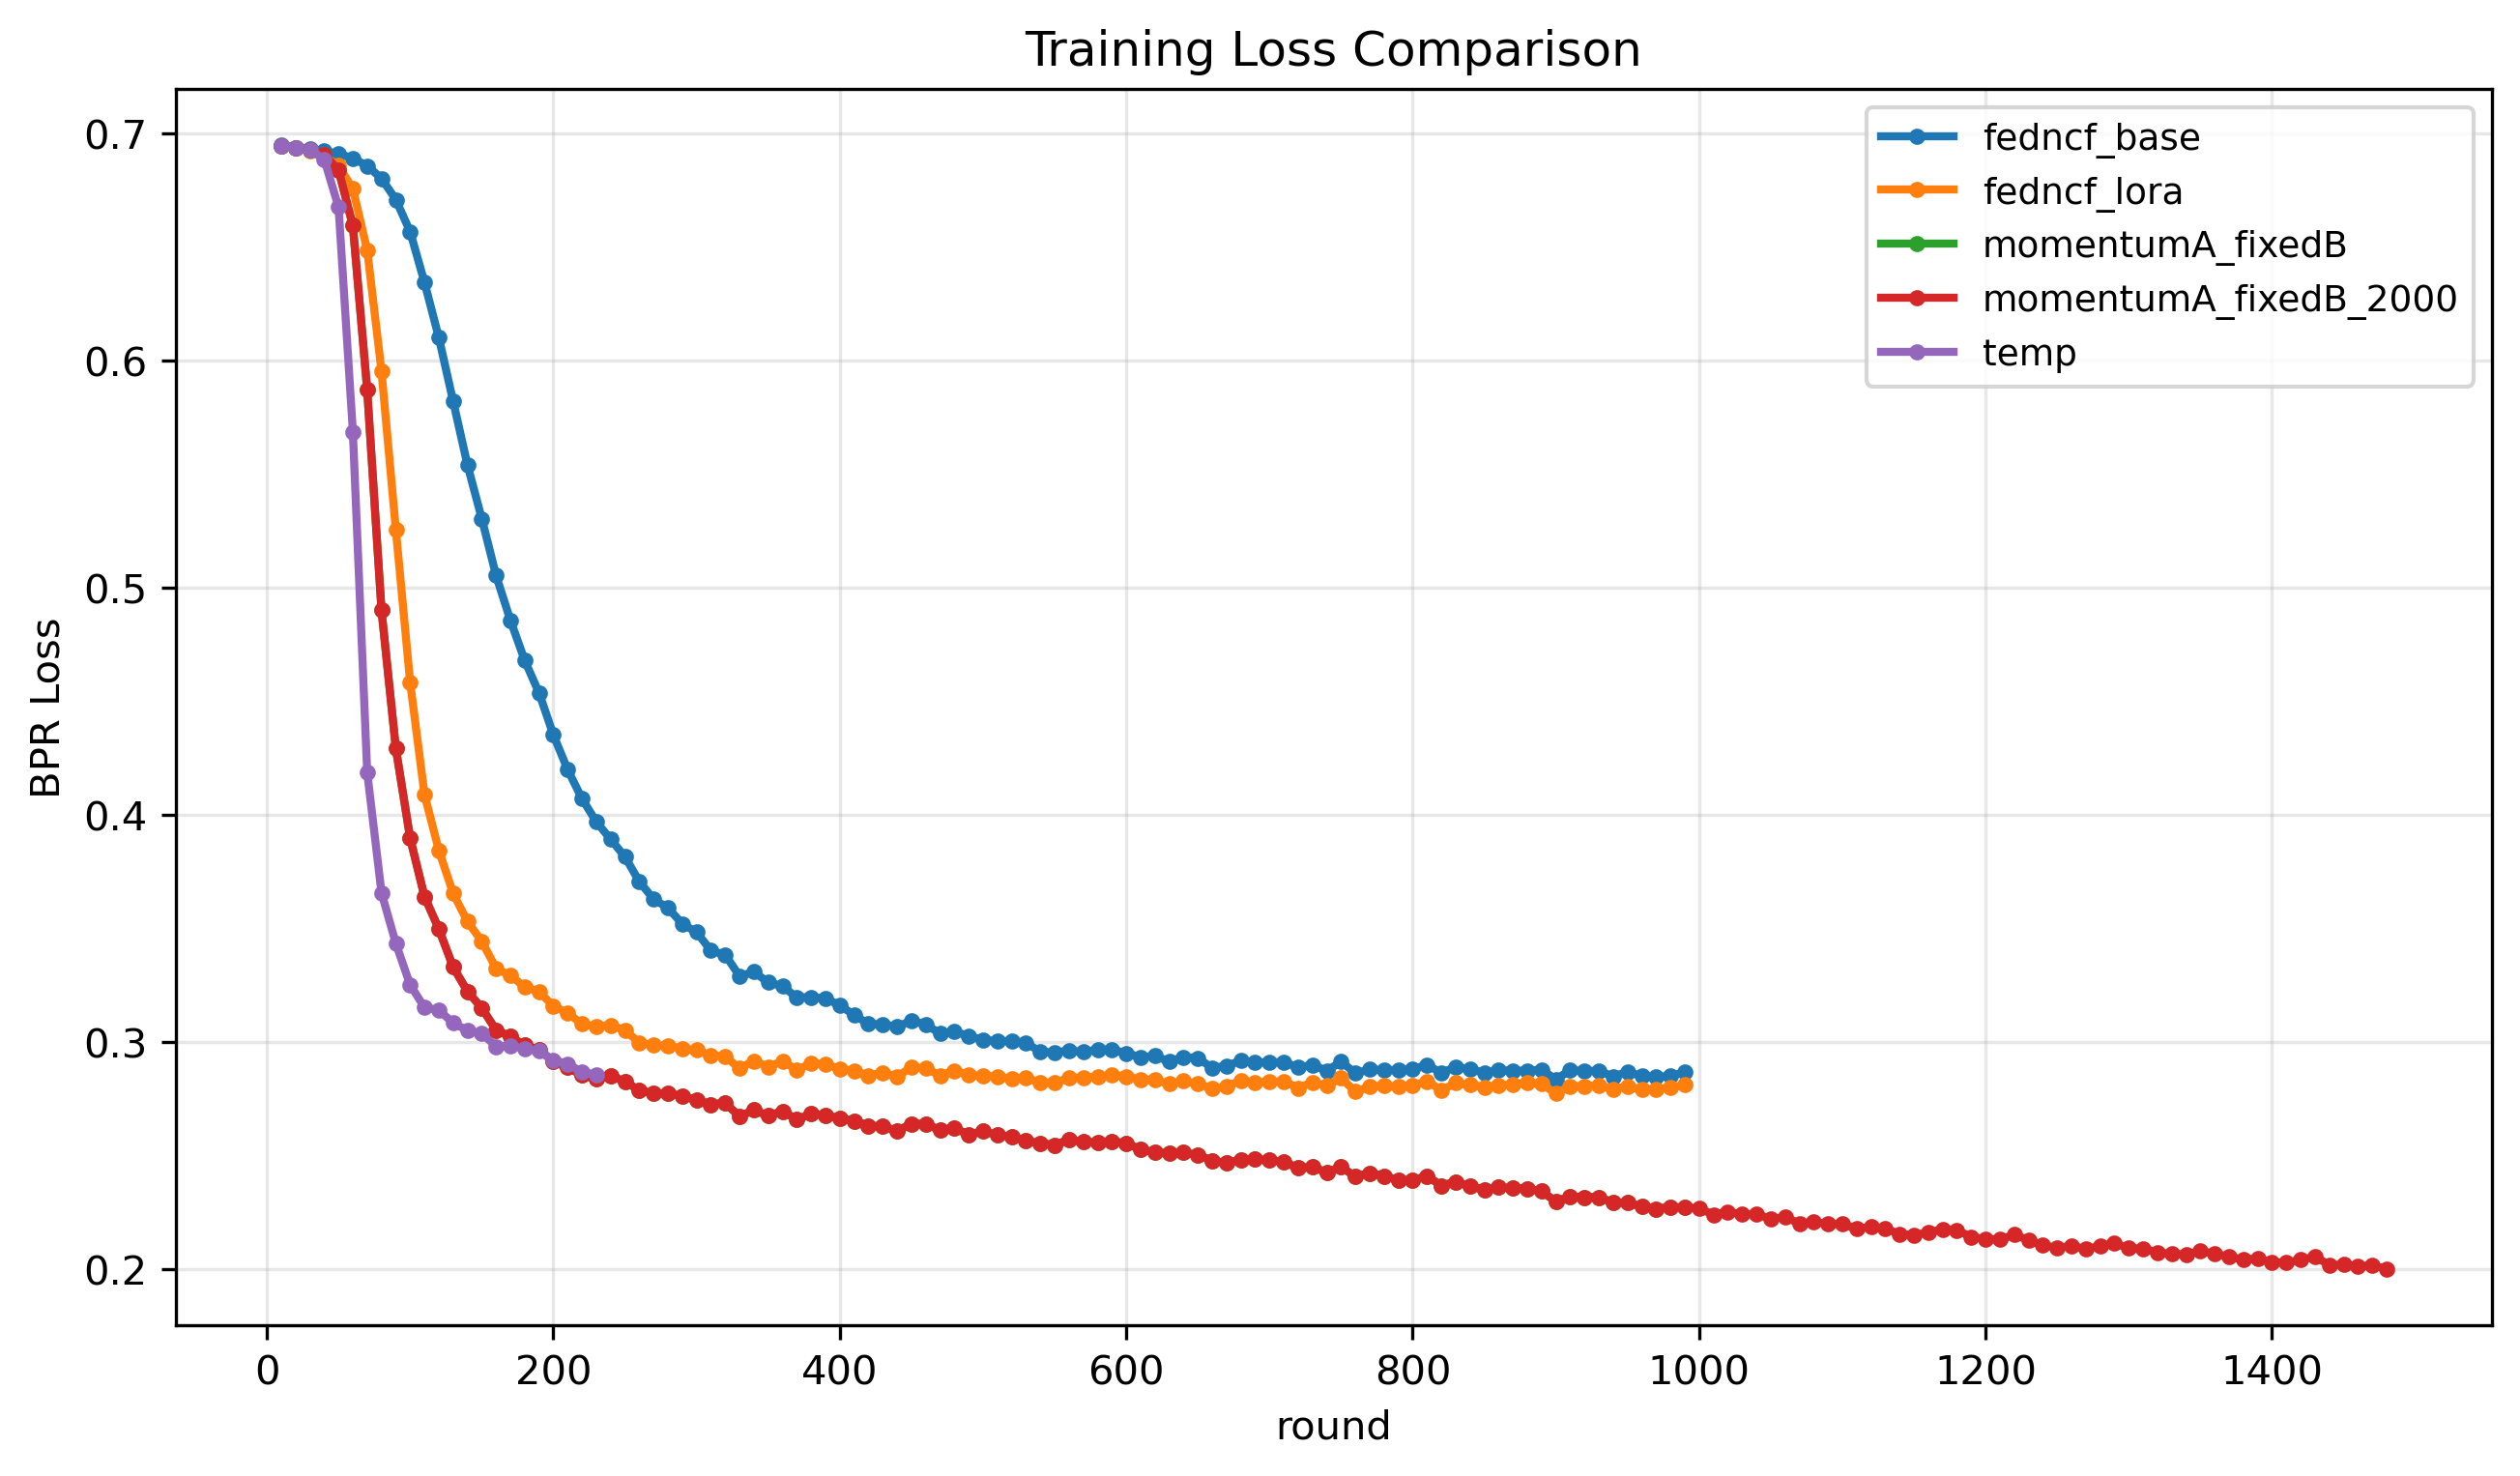 Training Loss Comparison
fedncf_base
fedncf_lora
momentumA_fixedB
momentumA_fixedB_2000
temp
BPR Loss
0.7
0.6
0.5
0.4
0.3
0.2
0 200 400 600 800 1000 1200 1400
round